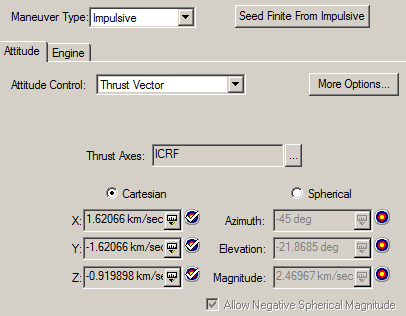 Maneuver Type: Impulsive Seed Finite From Impulsive
Attitude Engine
Attitude Control: Thrust Vector More Options...
Thrust Axes: ICRF ...
Cartesian Spherical
X: 1.62066 km/sec Azimuth: -45 deg
Y: -1.62066 km/sec Elevation: -21.8685 deg
Z: -0.919898 km/sec Magnitude: 2.46967 km/sec
Allow Negative Spherical Magnitude